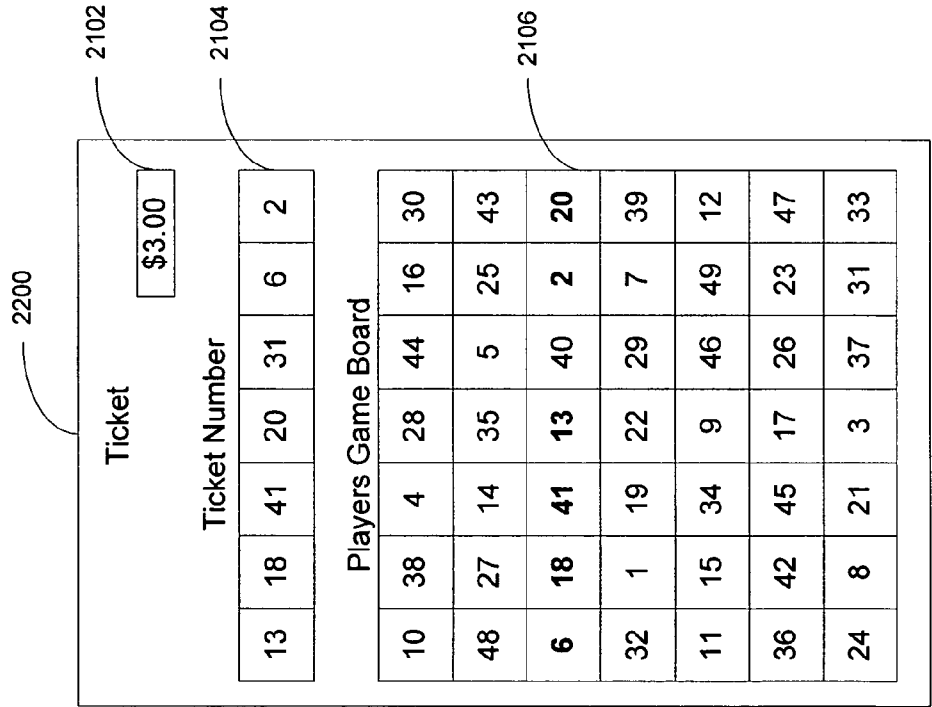 2200
Ticket
$3.00 2102
Ticket Number
13 18 41 20 31 6 2 2104
Players Game Board
10 38 4 28 44 16 30
48 27 14 35 5 25 43
6 18 41 13 40 2 20 2106
32 1 19 22 29 7 39
11 15 34 9 46 49 12
36 42 45 17 26 23 47
24 8 21 3 37 31 33